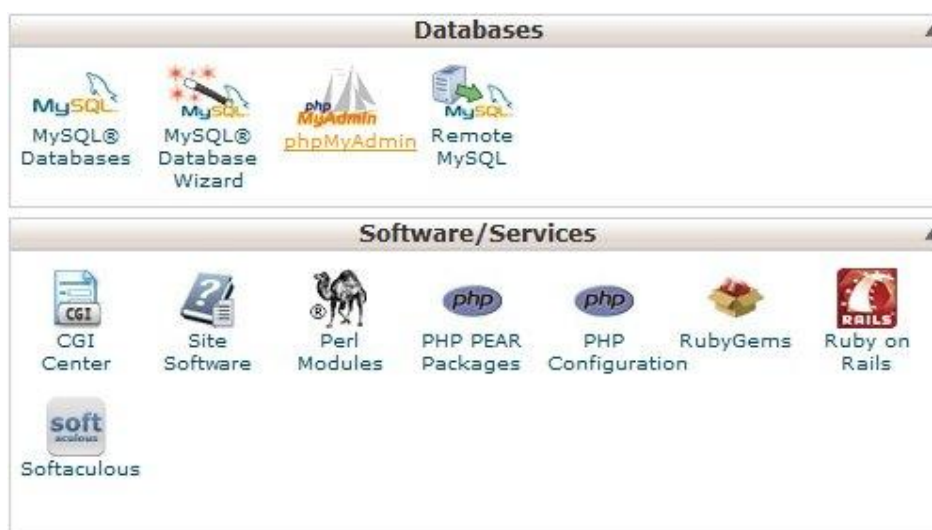 Databases
MySQL
MySQL
php
MyAdmin
MySQL
MySQL®
Databases
MySQL®
Database
Wizard
phpMyAdmin
Remote
MySQL
Software/Services
CGI
®
php
php
RAILS
CGI
Center
Site
Software
Perl
Modules
PHP PEAR
Packages
PHP
Configuration
RubyGems
Ruby on
Rails
soft
aculous
Softaculous